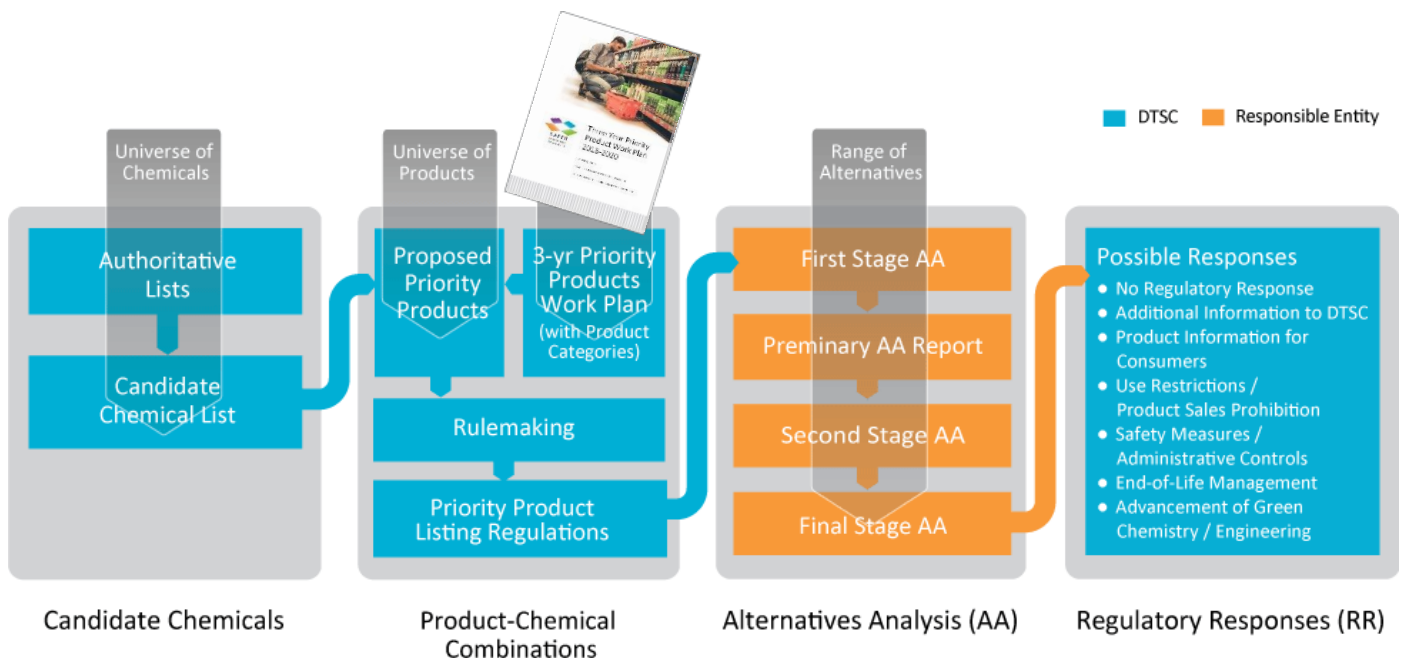 Three Year Priority
Product Work Plan
2018-2020
DTSC
Responsible Entity
Universe of
Chemicals
Authoritative
Lists
Candidate
Chemical List
Candidate Chemicals
Universe of
Products
Proposed
Priority
Products
3-yr Priority
Products
Work Plan
(with Product
Categories)
Rulemaking
Priority Product
Listing Regulations
Product-Chemical
Combinations
Range of
Alternatives
First Stage AA
Preminary AA Report
Second Stage AA
Final Stage AA
Alternatives Analysis (AA)
Possible Responses
● No Regulatory Response
● Additional Information to DTSC
● Product Information for
Consumers
● Use Restrictions /
Product Sales Prohibition
● Safety Measures /
Administrative Controls
● End-of-Life Management
● Advancement of Green
Chemistry / Engineering
Regulatory Responses (RR)